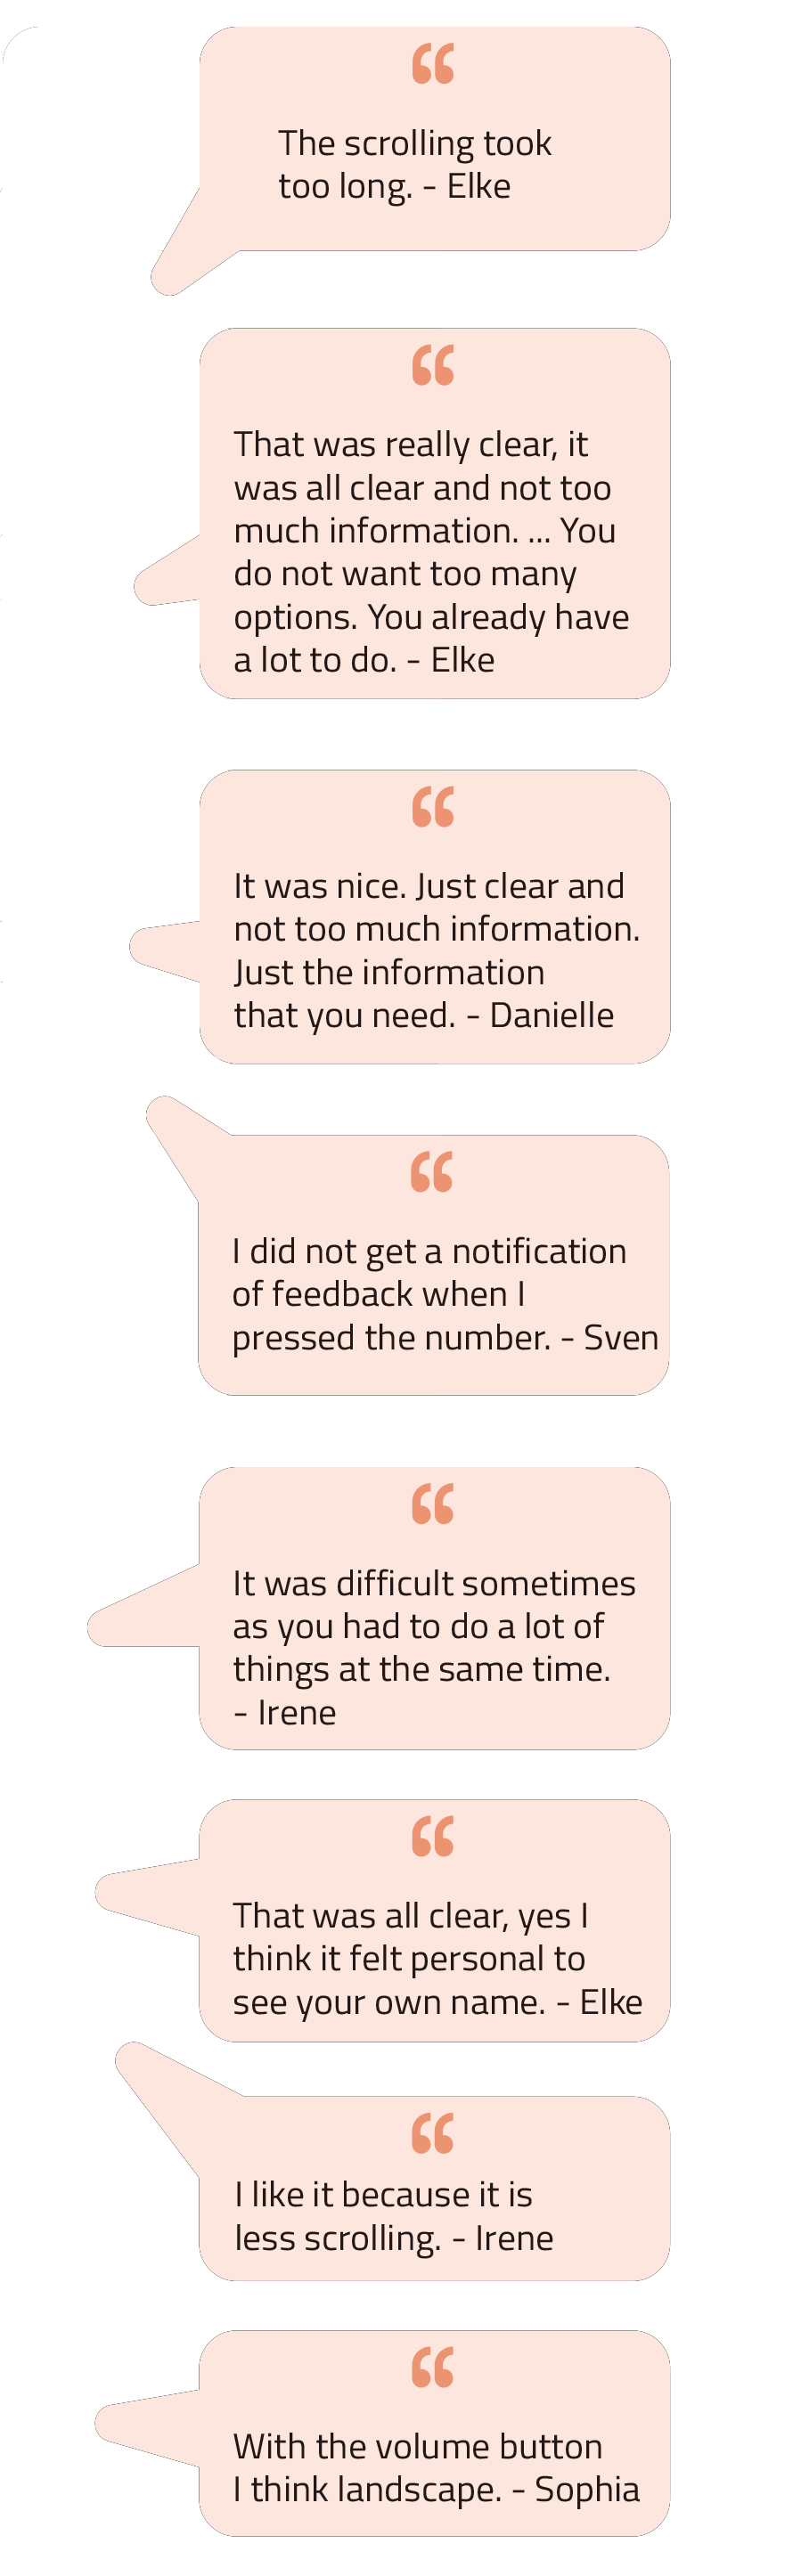 “
The scrolling took
too long. - Elke
“
That was really clear, it
was all clear and not too
much information. ... You
do not want too many
options. You already have
a lot to do. - Elke
“
It was nice. Just clear and
not too much information.
Just the information
that you need. - Danielle
“
I did not get a notification
of feedback when I
pressed the number. - Sven
“
It was difficult sometimes
as you had to do a lot of
things at the same time.
- Irene
“
That was all clear, yes I
think it felt personal to
see your own name. - Elke
“
I like it because it is
less scrolling. - Irene
“
With the volume button
I think landscape. - Sophia